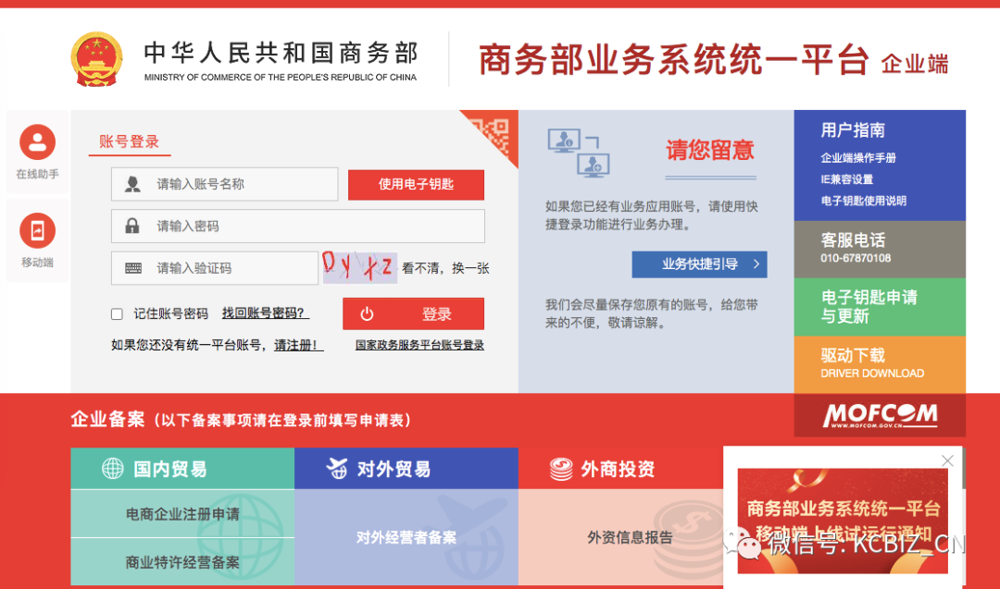 中华人民共和国商务部
MINISTRY OF COMMERCE OF THE PEOPLE'S REPUBLIC OF CHINA
商务部业务系统统一平台 企业端
在线助手
移动端
账号登录
请输入账号名称
使用电子钥匙
请输入密码
请输入验证码
DyXZ
看不清，换一张
记住账号密码 找回账号密码?
登录
如果您还没有统一平台账号，请注册!
国家政务服务平台账号登录
请您留意
如果您已经有业务应用账号，请使用快
捷登录功能进行业务办理。
业务快捷引导
我们会尽量保存您原有的账号，给您带
来的不便，敬请谅解。
用户指南
企业端操作手册
IE兼容设置
电子钥匙使用说明
客服电话
010-67870108
电子钥匙申请
与更新
驱动下载
DRIVER DOWNLOAD
MOFCOM
WWW.MOFCOM.GOV.CN
企业备案（以下备案事项请在登录前填写申请表）
国内贸易
电商企业注册申请
商业特许经营备案
对外贸易
对外经营者备案
外商投资
外资信息报告
商务部业务系统统一平台
移动端上线试运行通知
微信号: KCBIZ_CN